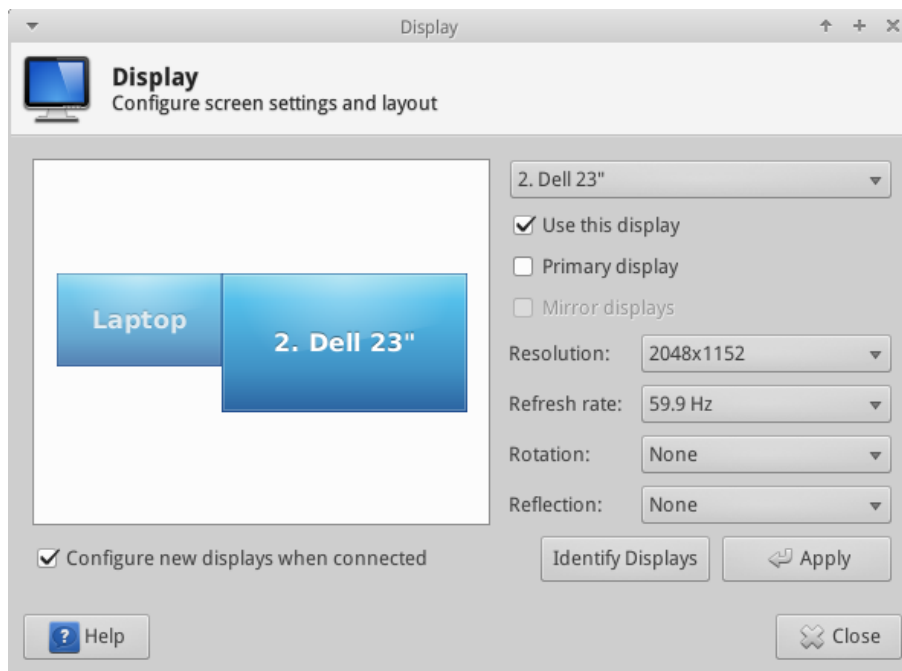 Display
Display
Configure screen settings and layout
2. Dell 23"
Use this display
Primary display
Mirror displays
Laptop
2. Dell 23"
Resolution: 2048x1152
Refresh rate: 59.9 Hz
Rotation: None
Reflection: None
Configure new displays when connected
Identify Displays
Apply
Help
Close